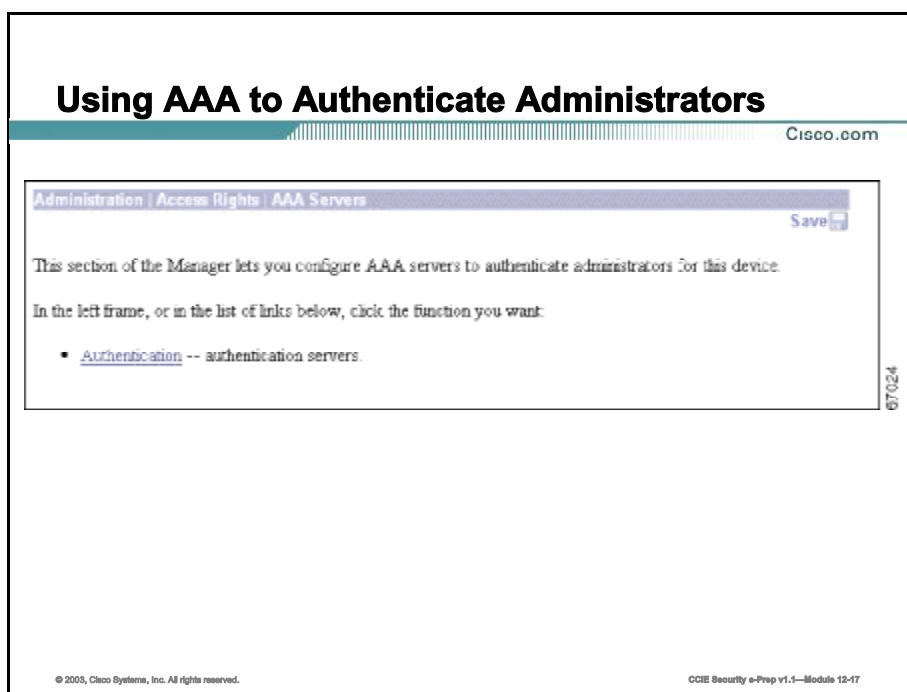 Using AAA to Authenticate Administrators
Cisco.com
Administration | Access Rights | AAA Servers
Save
This section of the Manager lets you configure AAA servers to authenticate administrators for this device.
In the left frame, or in the list of links below, click the function you want:
▪ Authentication -- authentication servers.
67024
© 2003, Cisco Systems, Inc. All rights reserved.
CCIE Security e-Prep v1.1—Module 12-17